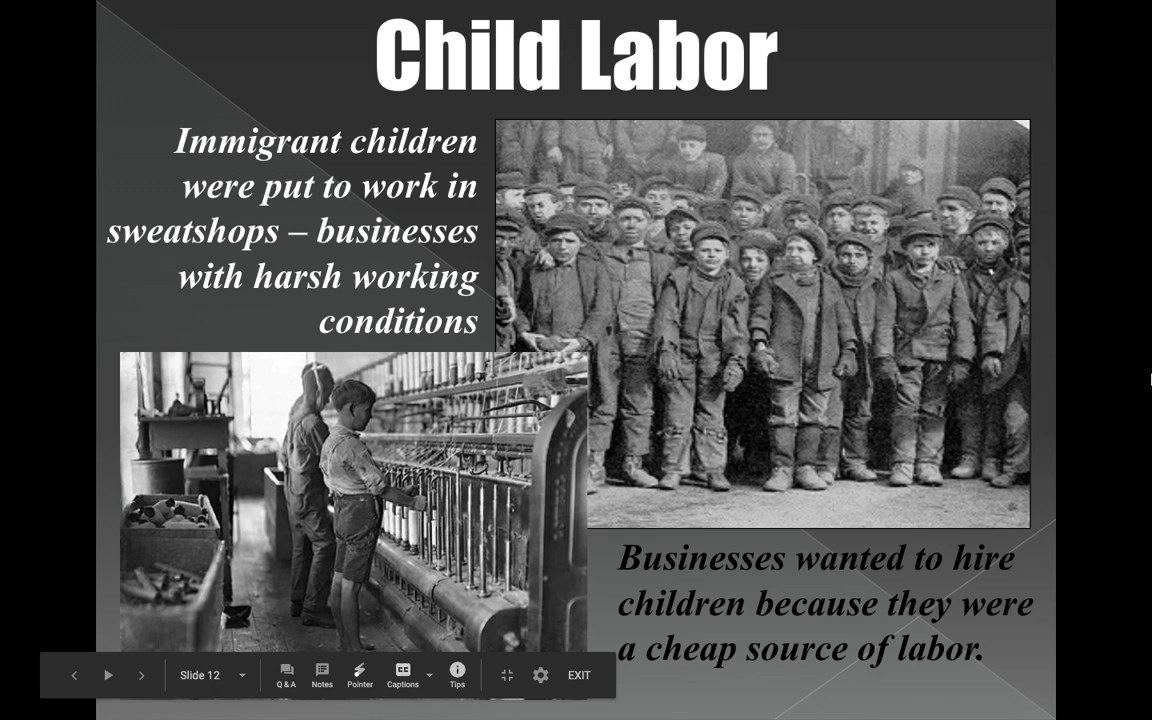 Child Labor
Immigrant children
were put to work in
sweatshops – businesses
with harsh working
conditions
Businesses wanted to hire
children because they were
a cheap source of labor.
Slide 12
Q & A
Notes
Pointer
Captions
Tips
EXIT